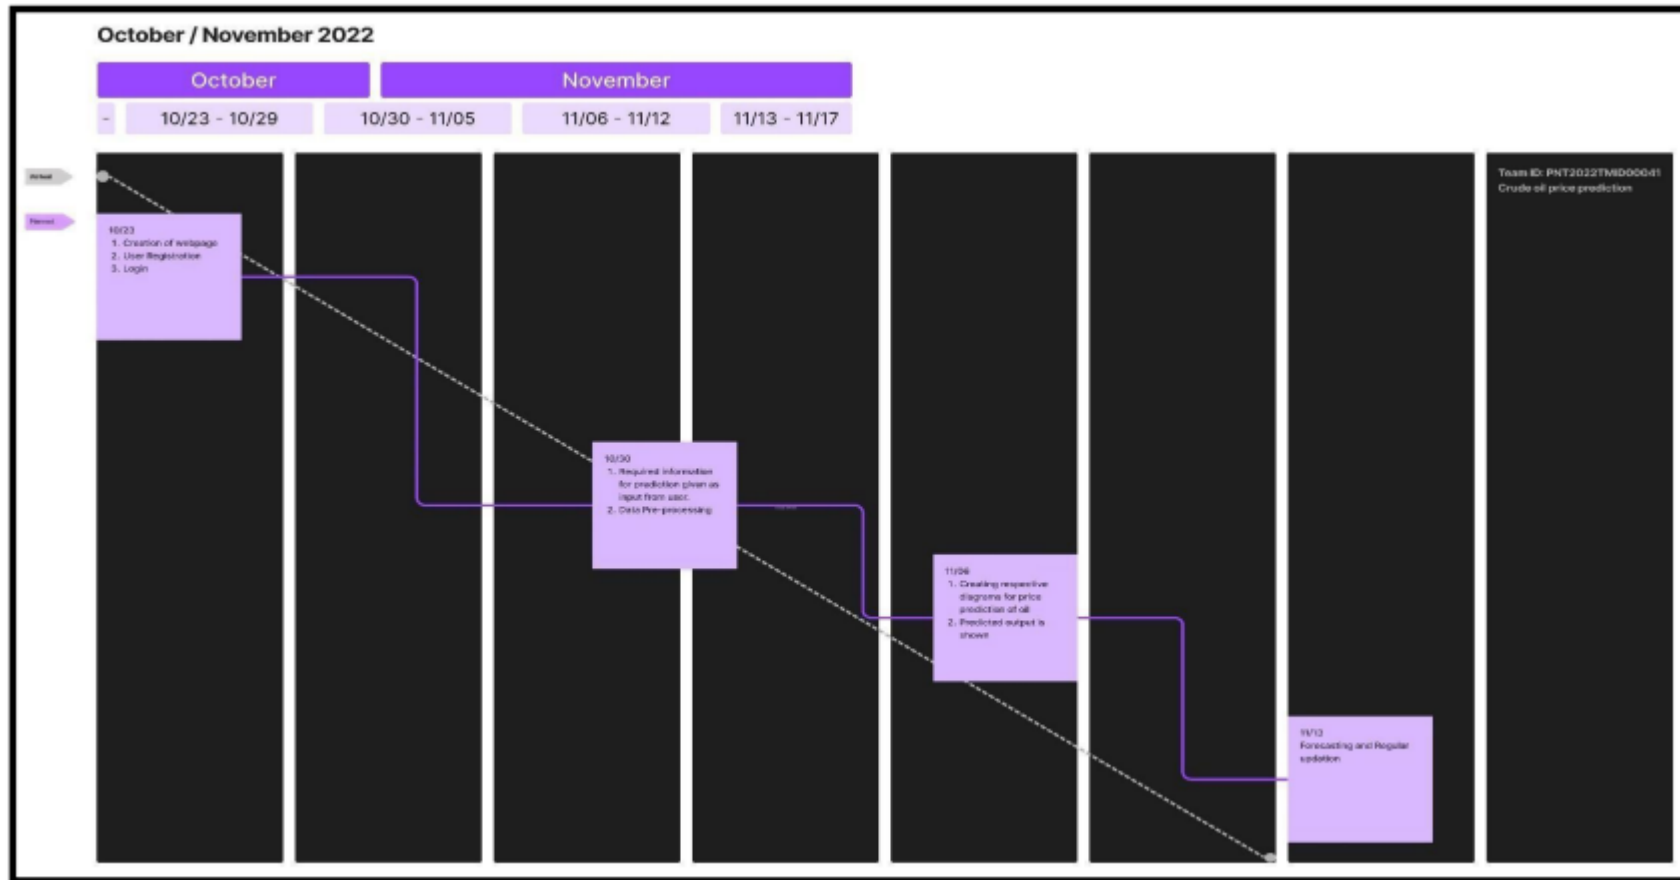 October / November 2022
October
November
-
10/23 - 10/29
10/30 - 11/05
11/06 - 11/12
11/13 - 11/17
Team ID: PNT2022TMID00041
Crude oil price prediction
10/23
1. Creation of webpage
2. User Registration
3. Login
10/30
1. Required information
for prediction given as
input from user.
2. Data Pre-processing
11/06
1. Creating respective
diagrams for price
prediction of oil
2. Predicted output is
shown
11/13
Forecasting and Regular
updation